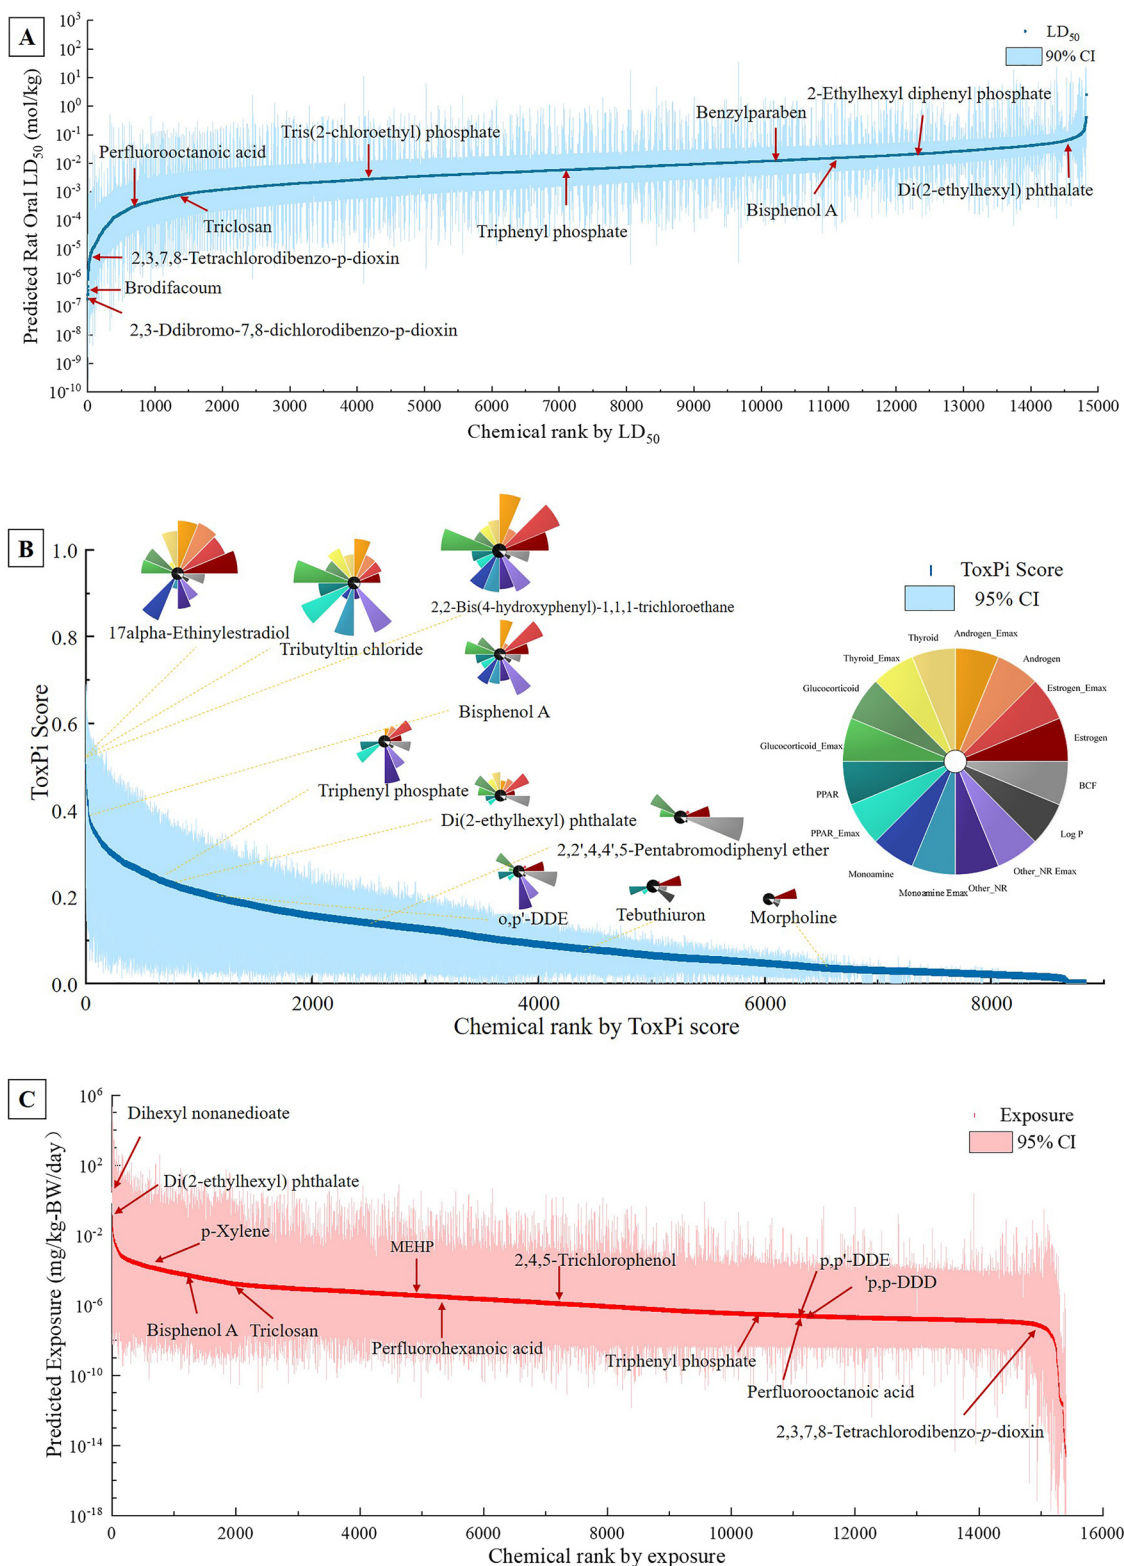 A
Predicted Rat Oral LD50 (mol/kg)
10^3
10^2
10^1
10^0
10^-1
10^-2
10^-3
10^-4
10^-5
10^-6
10^-7
10^-8
10^-9
10^-10
LD50
90% CI
2-Ethylhexyl diphenyl phosphate
Benzylparaben
Tris(2-chloroethyl) phosphate
Perfluorooctanoic acid
Di(2-ethylhexyl) phthalate
Bisphenol A
Triclosan
Triphenyl phosphate
2,3,7,8-Tetrachlorodibenzo-p-dioxin
Brodifacoum
2,3-Ddibromo-7,8-dichlorodibenzo-p-dioxin
0 1000 2000 3000 4000 5000 6000 7000 8000 9000 10000 11000 12000 13000 14000 15000
Chemical rank by LD50
B
ToxPi Score
1.0
0.8
0.6
0.4
0.2
0.0
ToxPi Score
95% CI
17alpha-Ethinylestradiol
Tributyltin chloride
2,2-Bis(4-hydroxyphenyl)-1,1,1-trichloroethane
Bisphenol A
Triphenyl phosphate
Di(2-ethylhexyl) phthalate
2,2',4,4',5-Pentabromodiphenyl ether
o,p'-DDE
Tebuthiuron
Morpholine
Thyroid
Androgen_Emax
Thyroid_Emax
Androgen
Glucocorticoid
Estrogen_Emax
Glucocorticoid_Emax
Estrogen
PPAR
BCF
PPAR_Emax
Log P
Monoamine
Other_NR Emax
Monoamine Emax
Other_NR
0 2000 4000 6000 8000
Chemical rank by ToxPi score
C
Predicted Exposure (mg/kg-BW/day)
10^6
10^2
10^-2
10^-6
10^-10
10^-14
10^-18
Exposure
95% CI
Dihexyl nonanedioate
Di(2-ethylhexyl) phthalate
p-Xylene
MEHP
2,4,5-Trichlorophenol
p,p'-DDE
'p,p-DDD
Bisphenol A
Triclosan
Perfluorohexanoic acid
Triphenyl phosphate
Perfluorooctanoic acid
2,3,7,8-Tetrachlorodibenzo-p-dioxin
0 2000 4000 6000 8000 10000 12000 14000 16000
Chemical rank by exposure